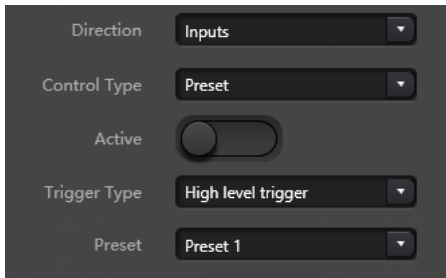 Direction Inputs
Control Type Preset
Active
Trigger Type High level trigger
Preset Preset 1